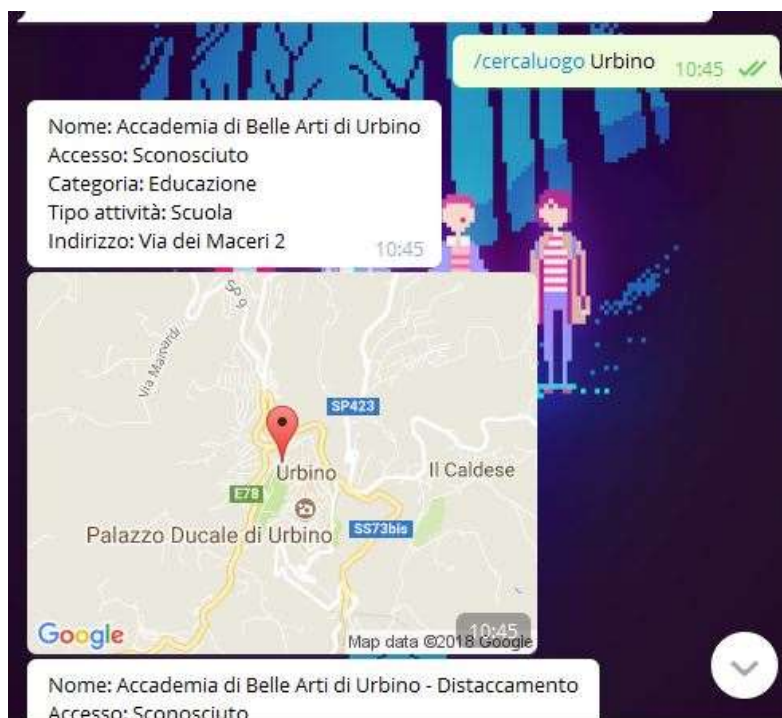 /cercaluogo Urbino 10:45
Nome: Accademia di Belle Arti di Urbino
Accesso: Sconosciuto
Categoria: Educazione
Tipo attività: Scuola
Indirizzo: Via dei Maceri 2 10:45
SP 9
Via Mainardi
SP423
Urbino
Il Caldese
E78
Palazzo Ducale di Urbino
SS73bis
Google
10:45
Map data ©2018 Google
Nome: Accademia di Belle Arti di Urbino - Distaccamento
Accesso: Sconosciuto